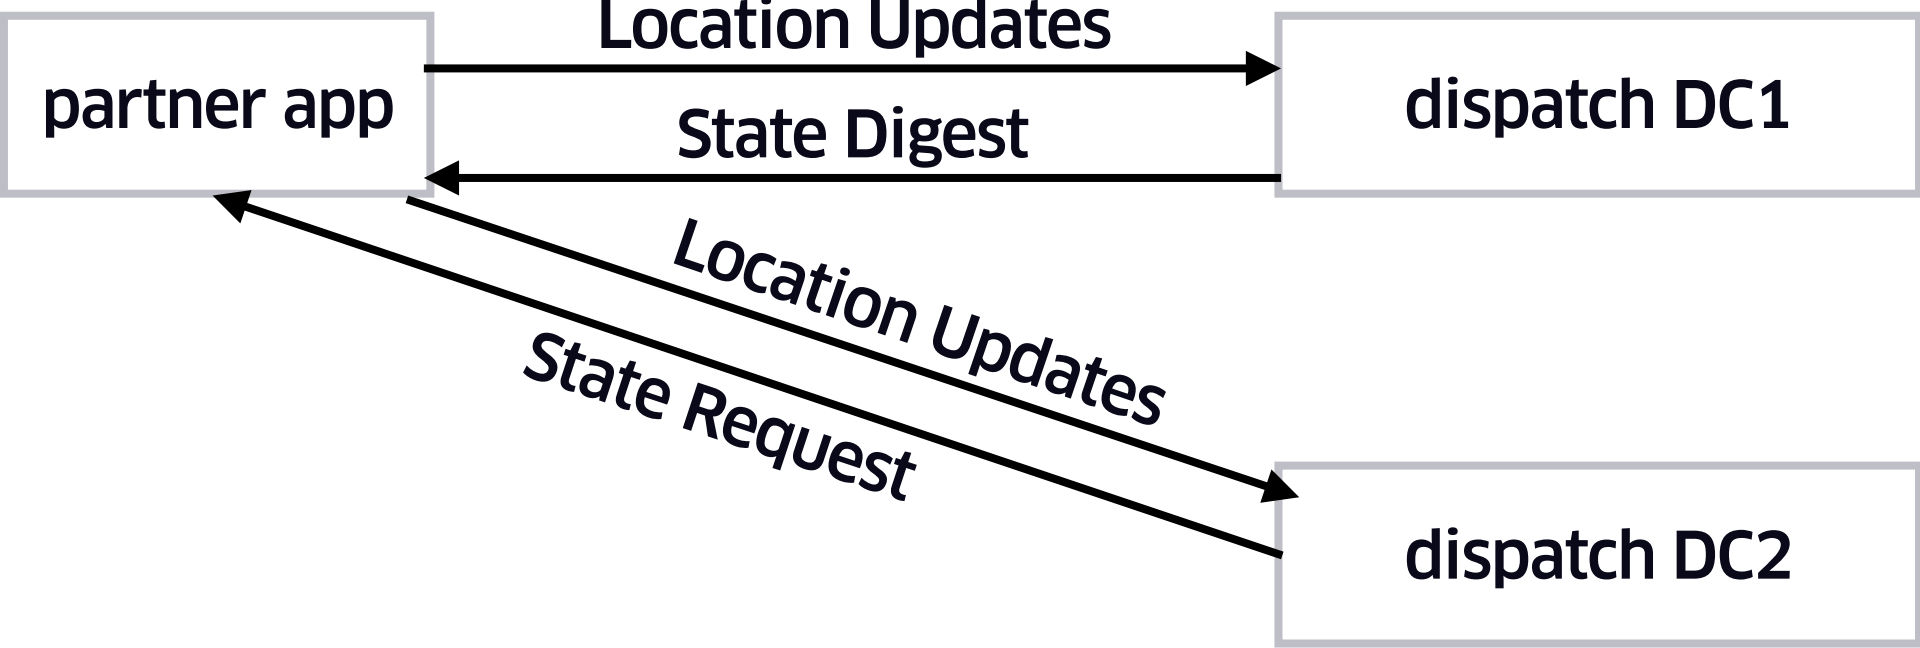 Location Updates
partner app
dispatch DC1
State Digest
Location Updates
State Request
dispatch DC2